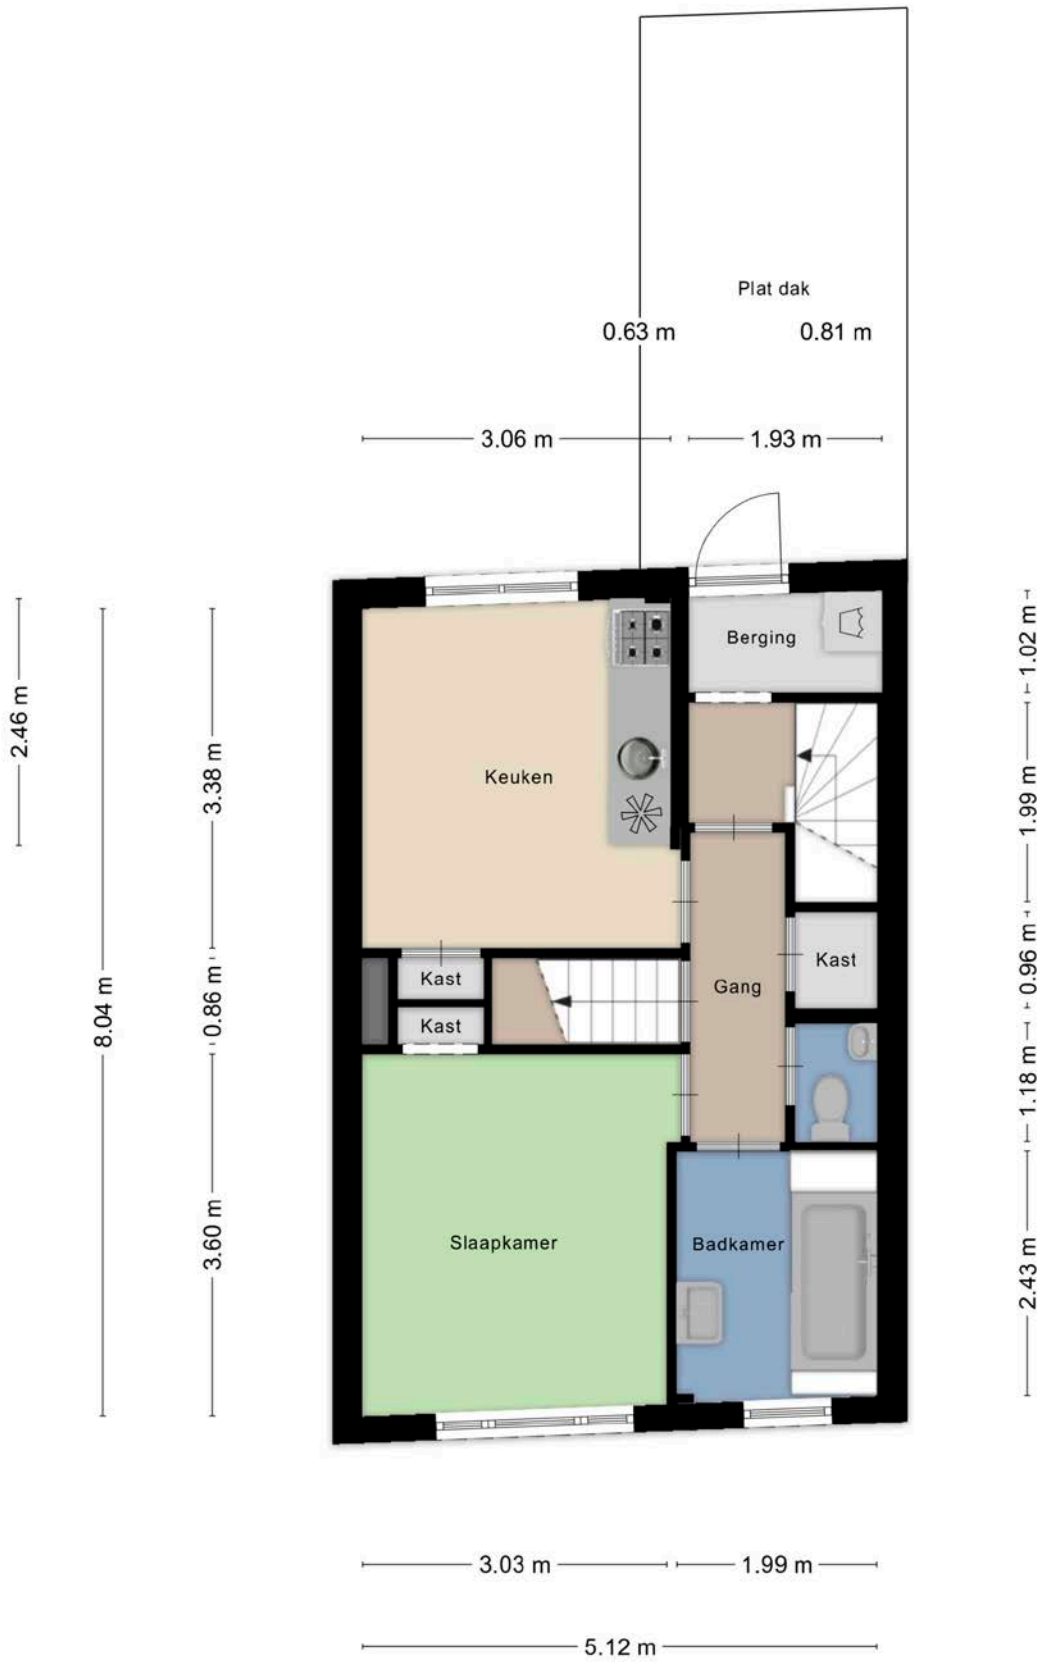 Plat dak
0.63 m
0.81 m
3.06 m
1.93 m
Berging
1.02 m
2.46 m
3.38 m
Keuken
1.99 m
Kast
Kast
0.96 m
Gang
0.86 m
8.04 m
Kast
1.18 m
3.60 m
Slaapkamer
Badkamer
2.43 m
3.03 m
1.99 m
5.12 m